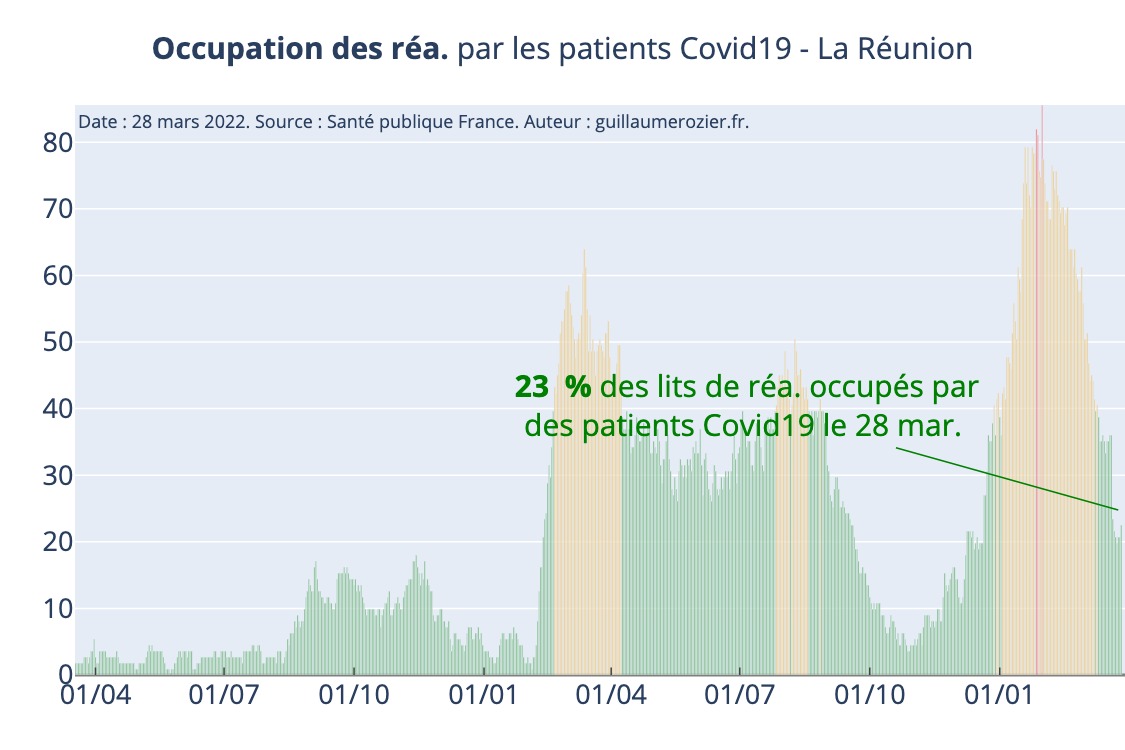 Occupation des réa. par les patients Covid19 - La Réunion
Date : 28 mars 2022. Source : Santé publique France. Auteur : guillaumerozier.fr.
80
70
60
50
40
30
20
10
0
23 % des lits de réa. occupés par
des patients Covid19 le 28 mar.
01/04 01/07 01/10 01/01 01/04 01/07 01/10 01/01